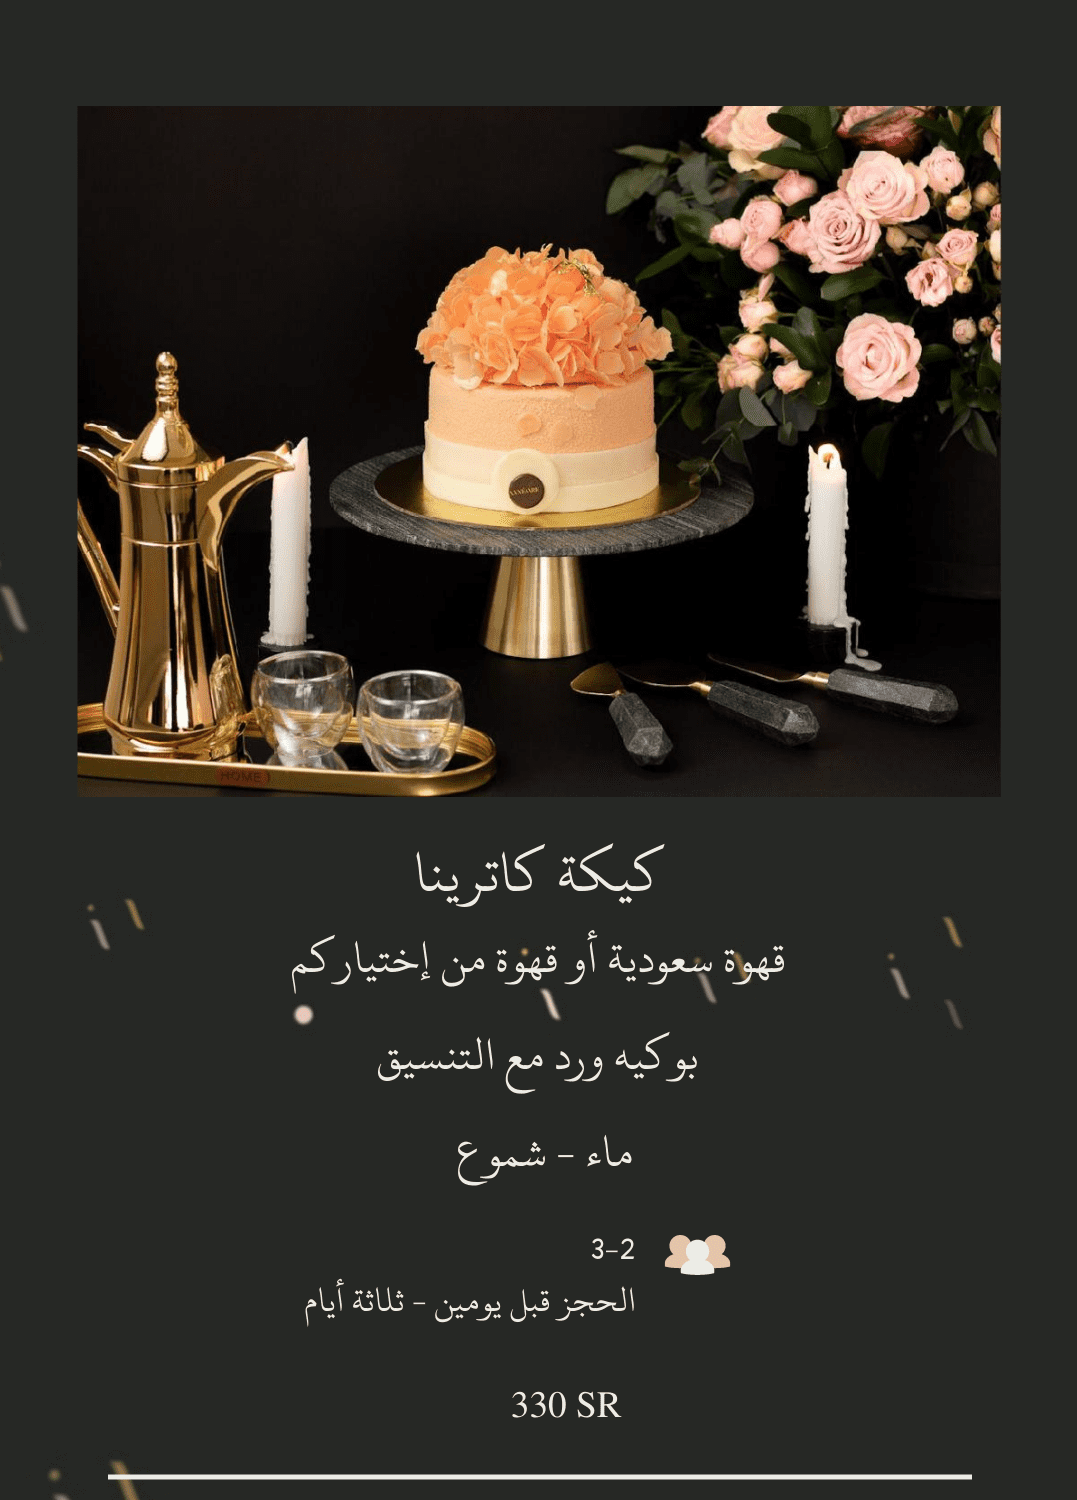 HOME
كيكة كاترينا
قهوة سعودية أو قهوة من إختياركم
بوكيه ورد مع التنسيق
ماء - شموع
3-2
الحجز قبل يومين - ثلاثة أيام
330 SR